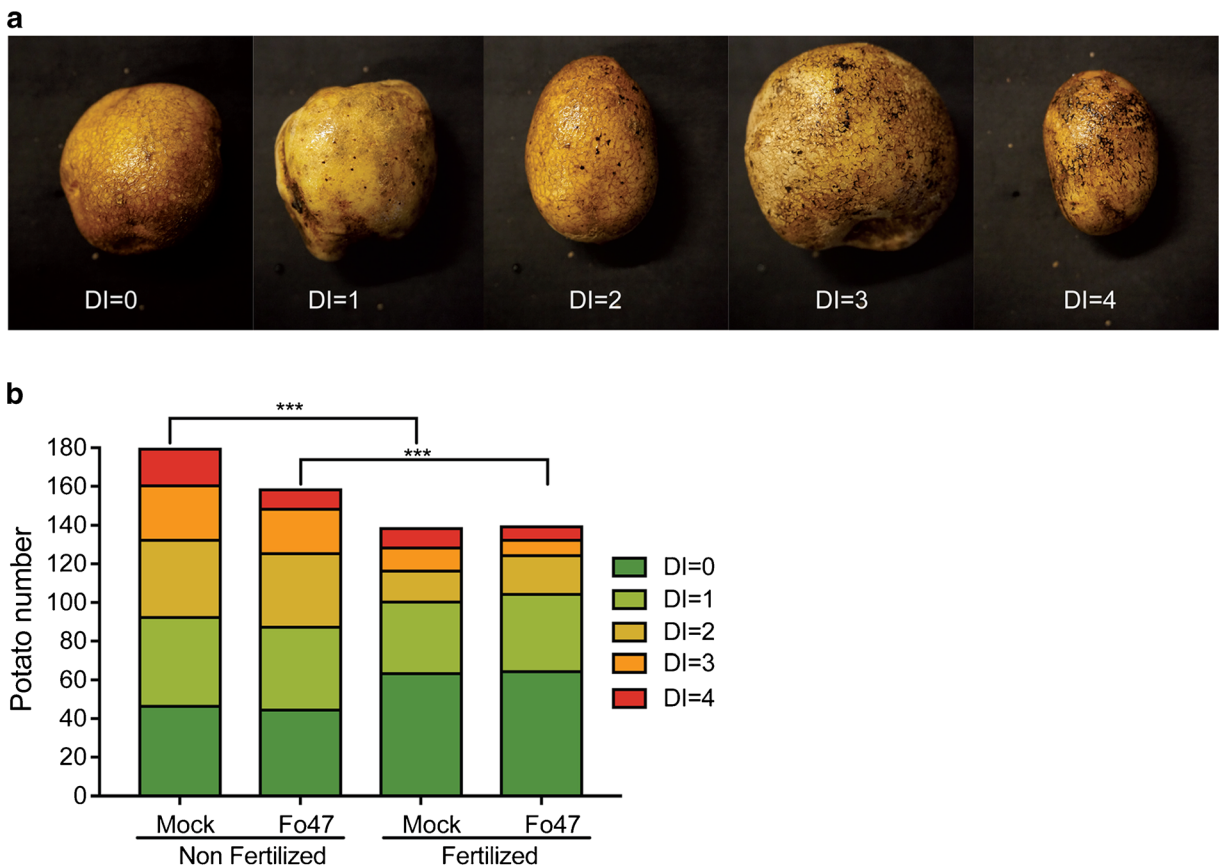 a
DI=0 DI=1 DI=2 DI=3 DI=4
b
***
***
180
160
140
120
100
80
60
40
20
0
Potato number
DI=0
DI=1
DI=2
DI=3
DI=4
Mock Fo47 Mock Fo47
Non Fertilized Fertilized